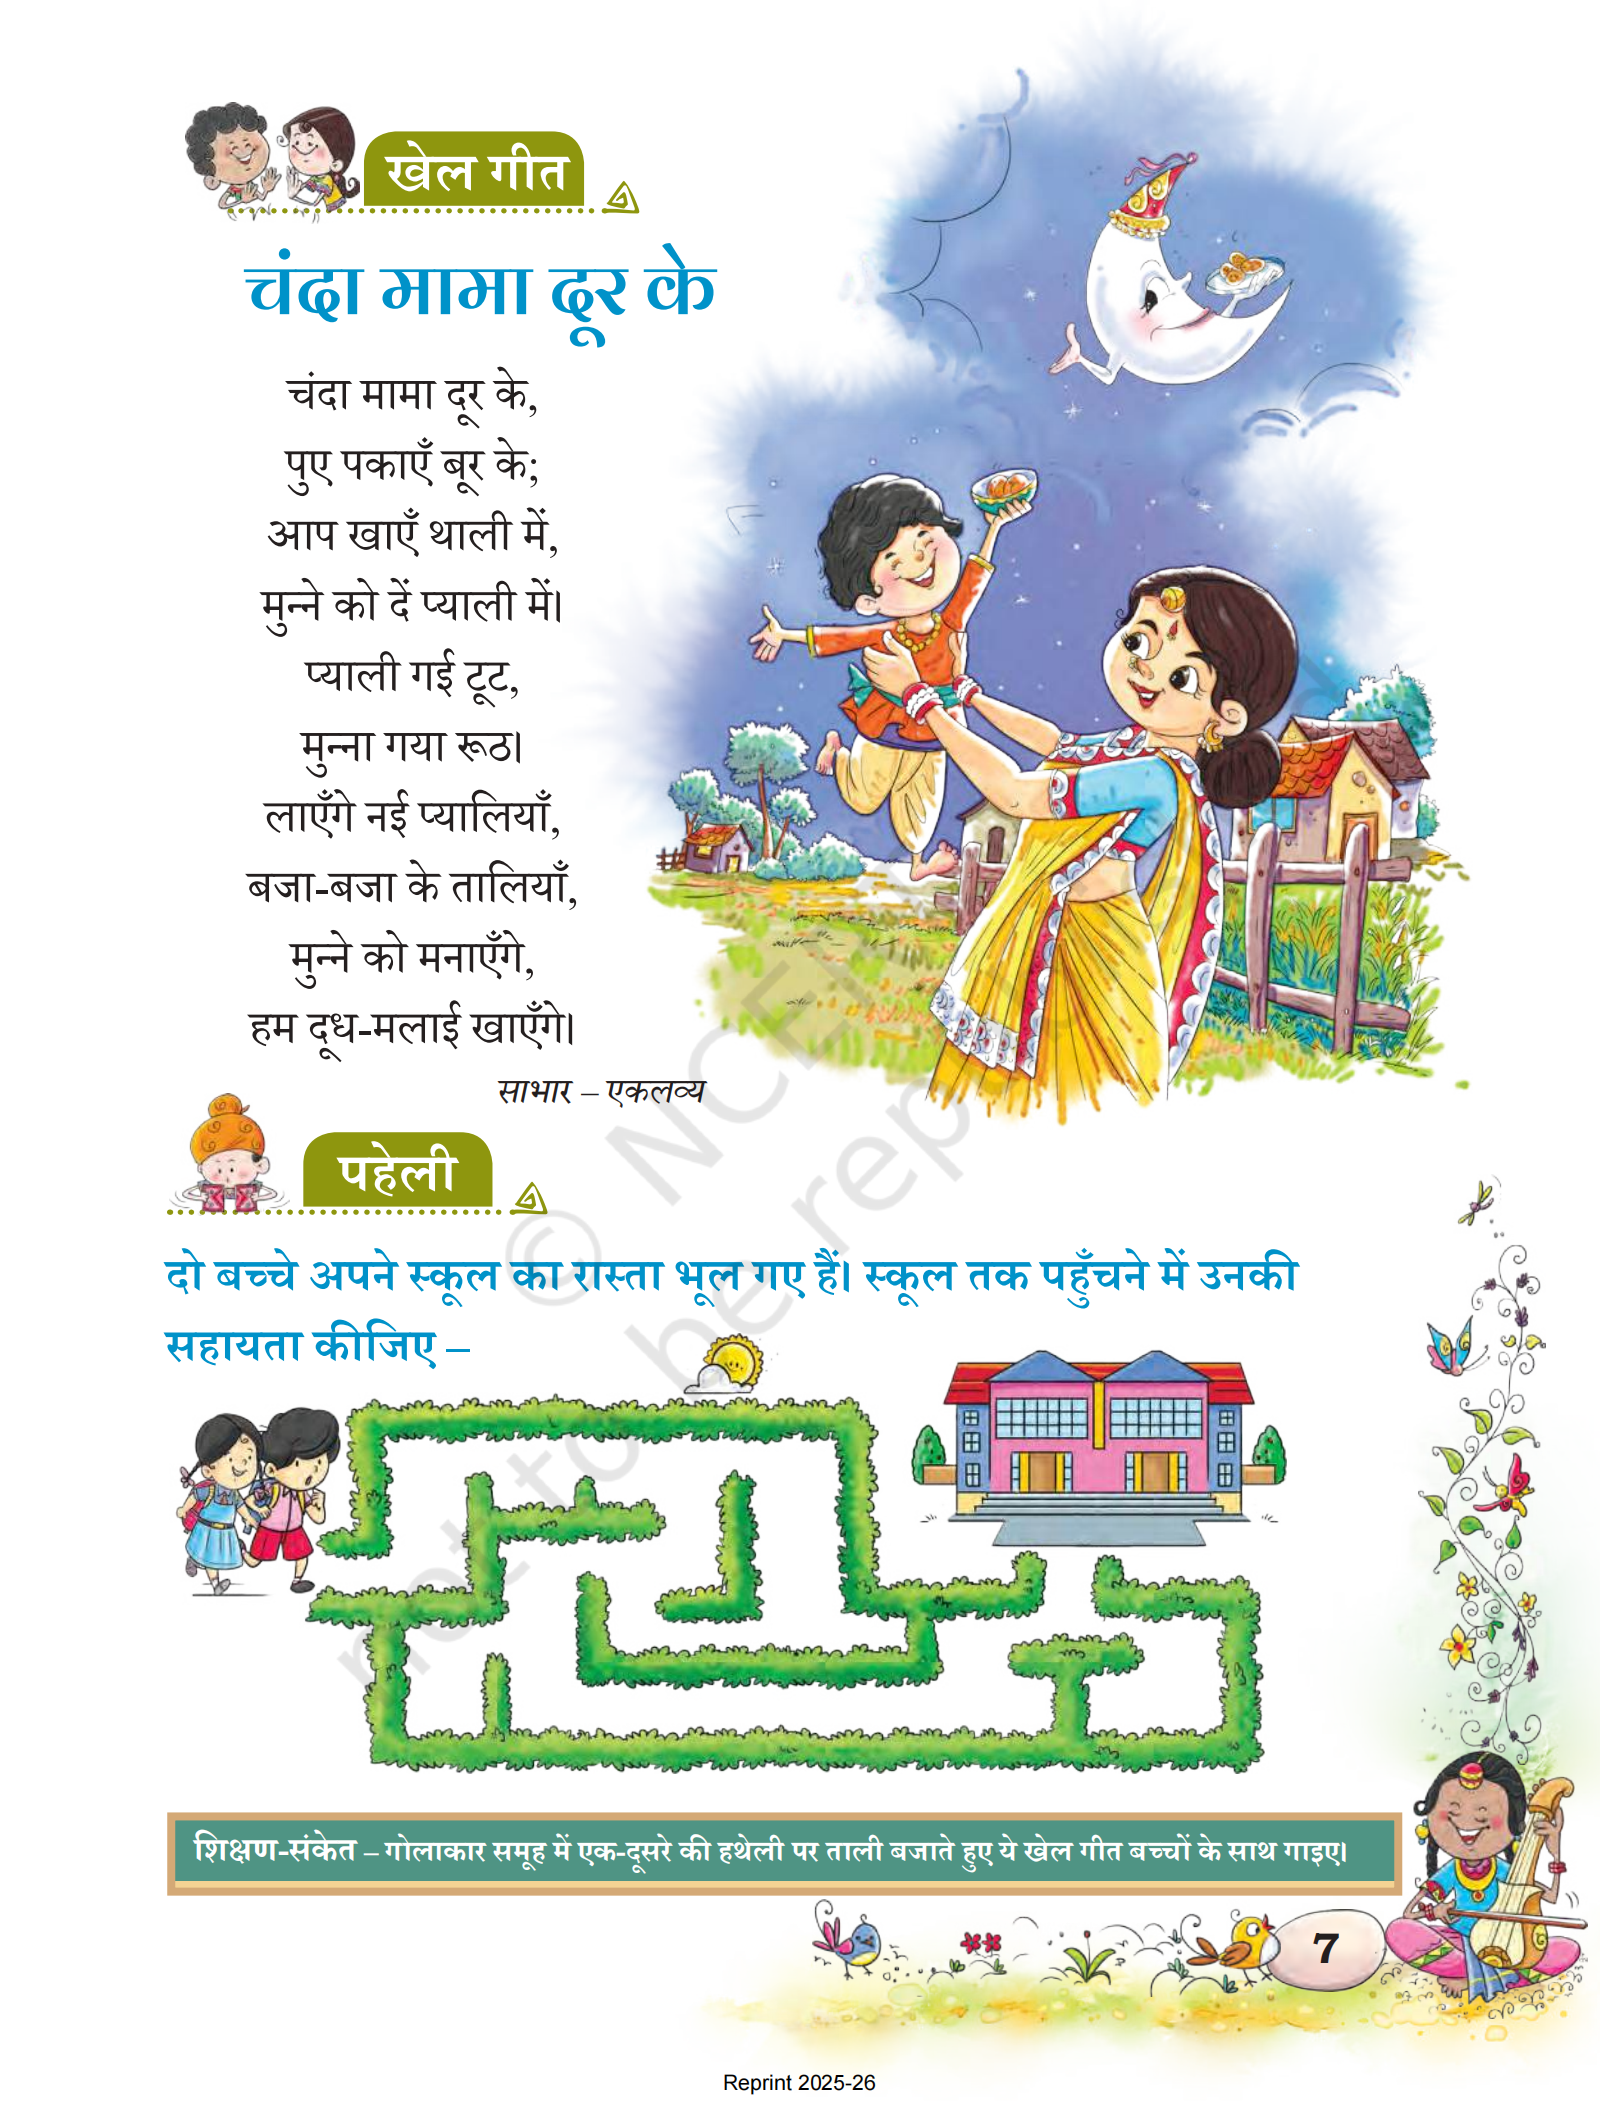 खेल गीत
चंदा मामा दूर के
चंदा मामा दूर के,
पुए पकाएँ बूर के;
आप खाएँ थाली में,
मुन्ने को दें प्याली में।
प्याली गई टूट,
मुन्ना गया रूठ।
लाएँगे नई प्यालियाँ,
बजा-बजा के तालियाँ,
मुन्ने को मनाएँगे,
हम दूध-मलाई खाएँगे।
साभार – एकलव्य
पहेली
दो बच्चे अपने स्कूल का रास्ता भूल गए हैं। स्कूल तक पहुँचने में उनकी
सहायता कीजिए –
शिक्षण-संकेत – गोलाकार समूह में एक-दूसरे की हथेली पर ताली बजाते हुए ये खेल गीत बच्चों के साथ गाइए।
7
Reprint 2025-26
© NCERT
not to be republished